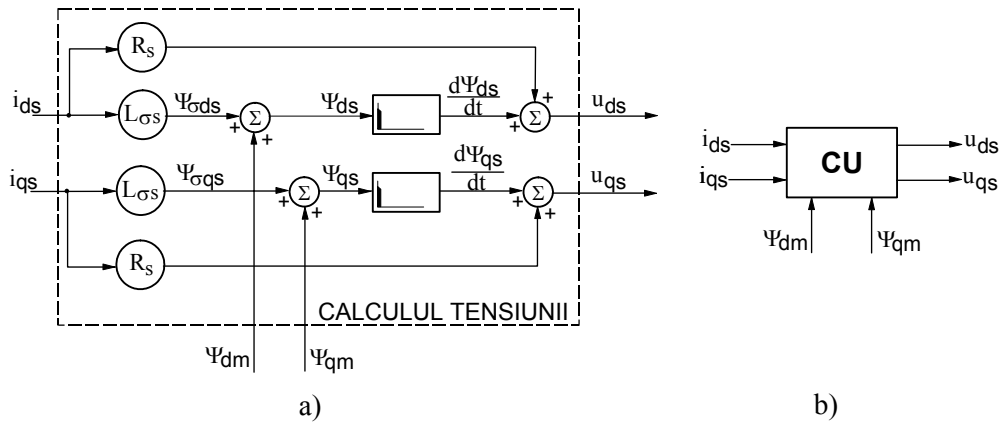 R_s
i_ds
L_σs
Ψ_σds
Σ
+
+
Ψ_ds
dΨ_ds
dt
+
+
Σ
u_ds
i_qs
L_σs
Ψ_σqs
Σ
+
+
Ψ_qs
dΨ_qs
dt
+
+
Σ
u_qs
R_s
CALCULUL TENSIUNII
Ψ_dm
Ψ_qm
a)
i_ds
i_qs
CU
u_ds
u_qs
Ψ_dm
Ψ_qm
b)